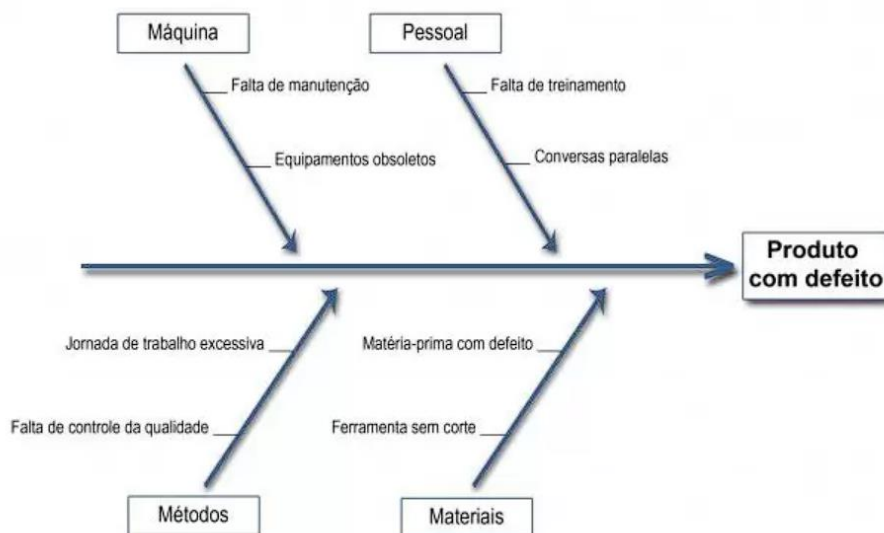 Máquina
Pessoal
Falta de manutenção
Falta de treinamento
Equipamentos obsoletos
Conversas paralelas
Produto
com defeito
Jornada de trabalho excessiva
Matéria-prima com defeito
Falta de controle da qualidade
Ferramenta sem corte
Métodos
Materiais